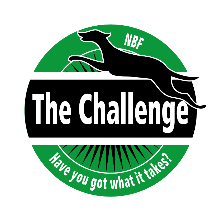 NBF
The Challenge
Have you got what it takes?